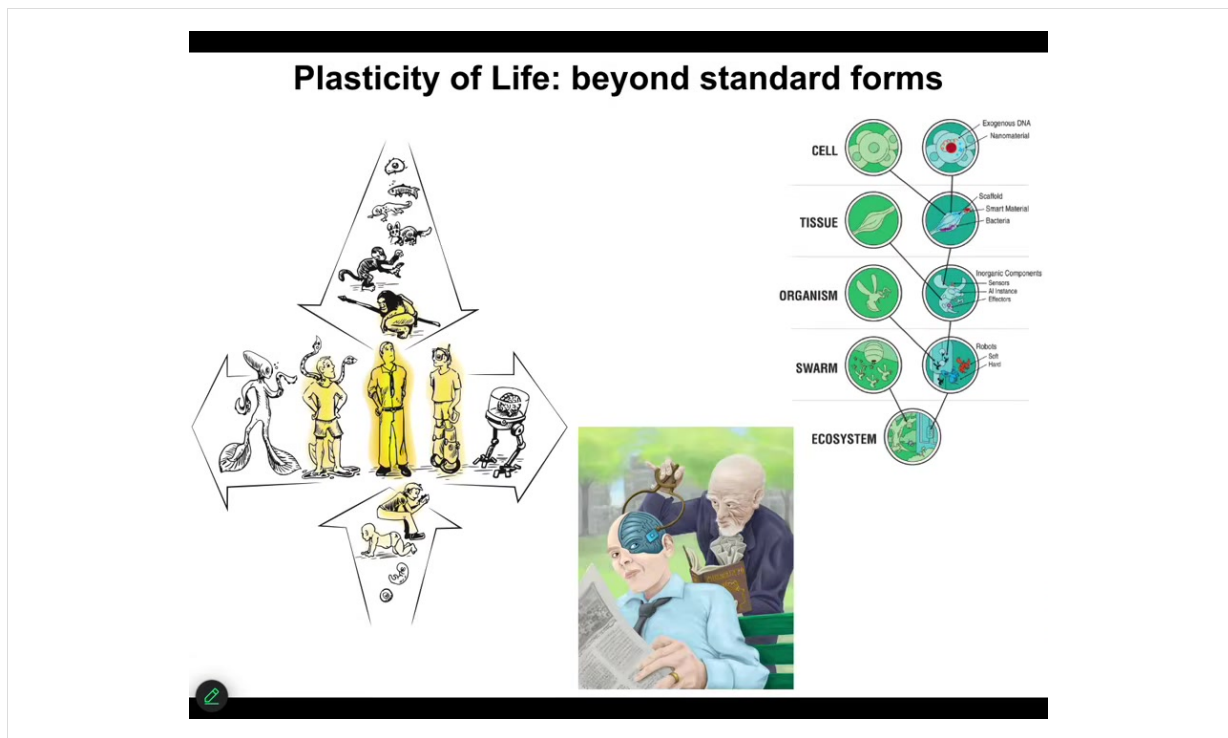 Plasticity of Life: beyond standard forms
CELL
Exogenous DNA
Nanomaterial
TISSUE
Scaffold
Smart Material
Bacteria
ORGANISM
Inorganic Components
Sensors
AI Instance
Effectors
SWARM
Robots
Soft
Hard
ECOSYSTEM